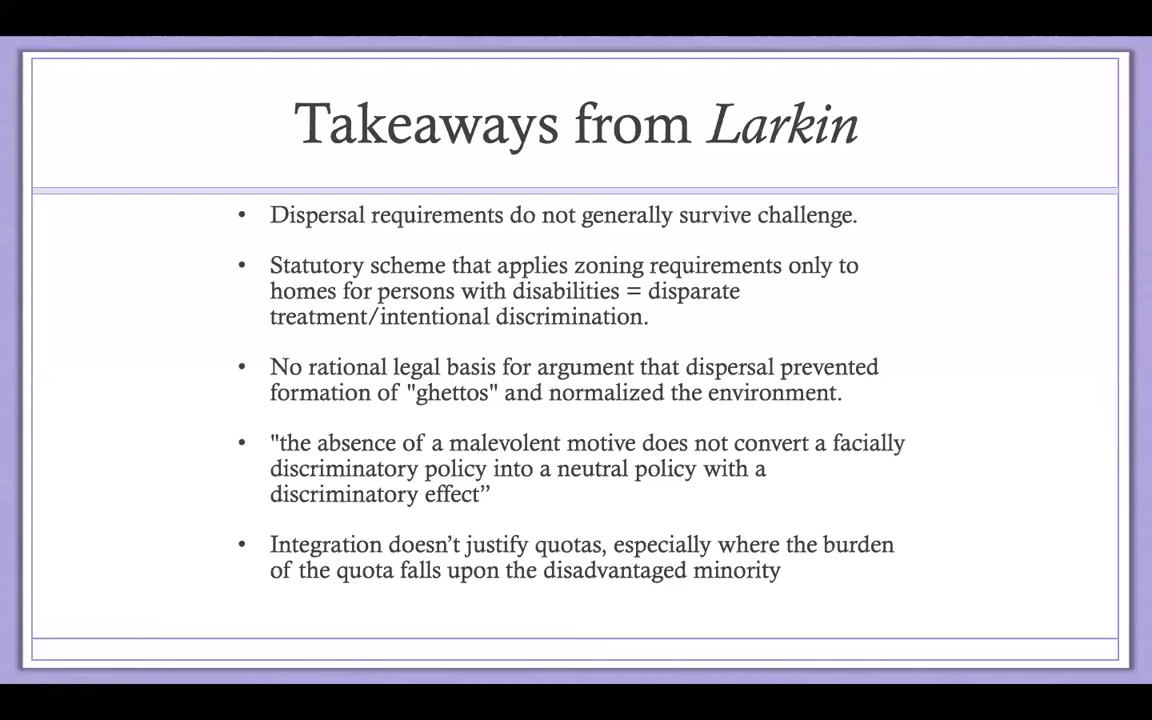 Takeaways from Larkin
• Dispersal requirements do not generally survive challenge.
• Statutory scheme that applies zoning requirements only to
homes for persons with disabilities = disparate
treatment/intentional discrimination.
• No rational legal basis for argument that dispersal prevented
formation of "ghettos" and normalized the environment.
• "the absence of a malevolent motive does not convert a facially
discriminatory policy into a neutral policy with a
discriminatory effect”
• Integration doesn’t justify quotas, especially where the burden
of the quota falls upon the disadvantaged minority